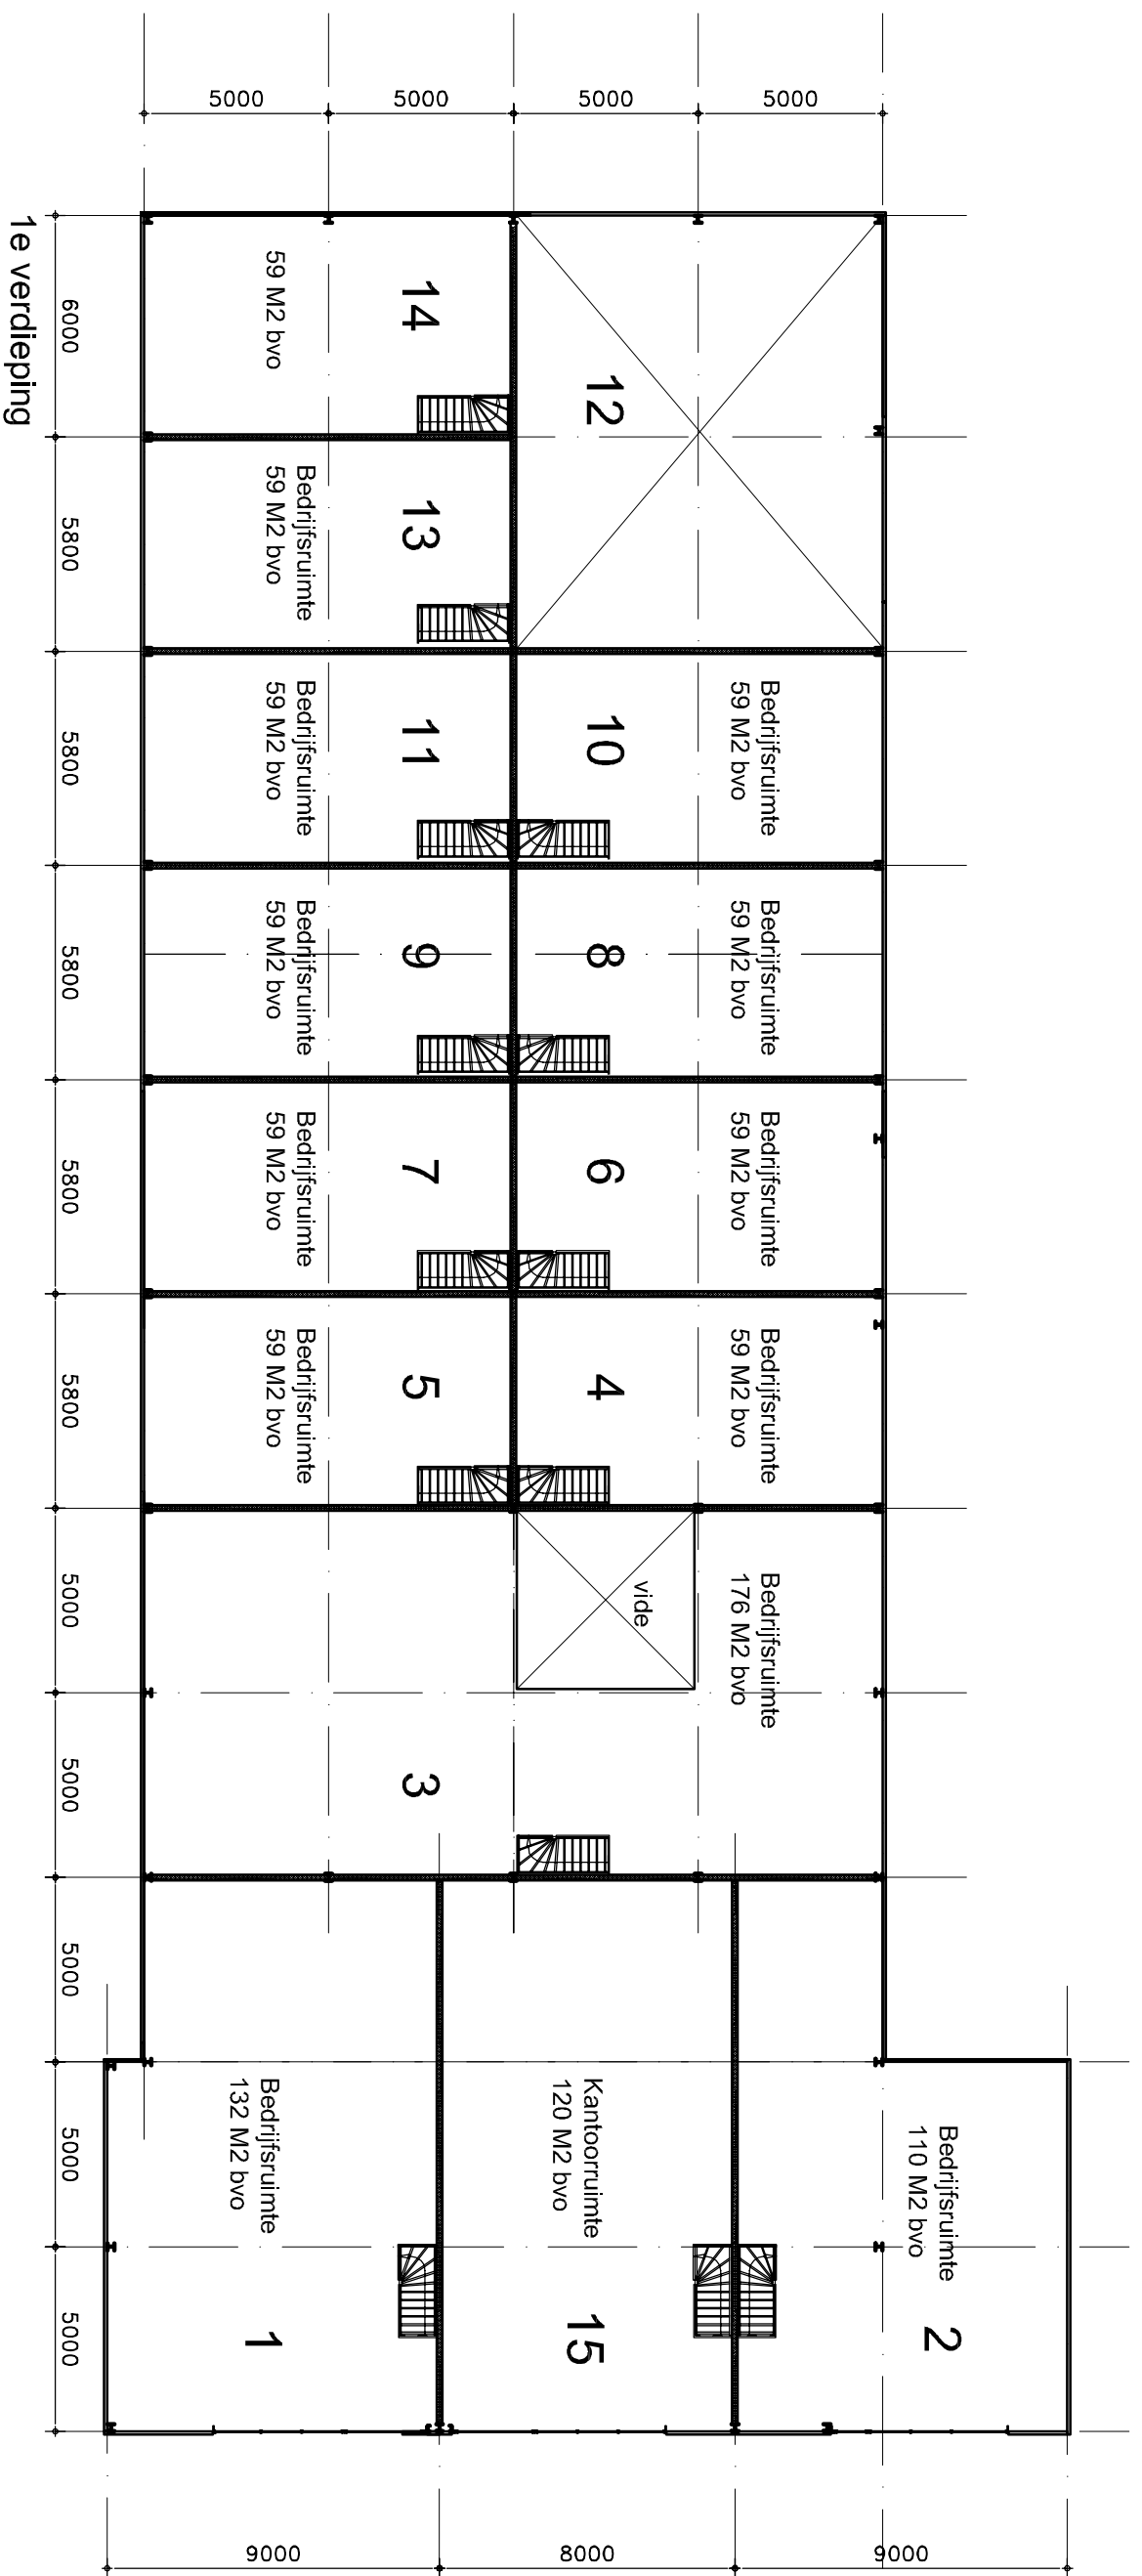 5000
5000
5000
5000
14
59 M2 bvo
12
13
Bedrijfsruimte
59 M2 bvo
11
Bedrijfsruimte
59 M2 bvo
10
Bedrijfsruimte
59 M2 bvo
9
Bedrijfsruimte
59 M2 bvo
8
Bedrijfsruimte
59 M2 bvo
7
Bedrijfsruimte
59 M2 bvo
6
Bedrijfsruimte
59 M2 bvo
5
Bedrijfsruimte
59 M2 bvo
4
Bedrijfsruimte
59 M2 bvo
vide
Bedrijfsruimte
176 M2 bvo
3
Bedrijfsruimte
132 M2 bvo
1
Kantoorruimte
120 M2 bvo
15
Bedrijfsruimte
110 M2 bvo
2
6000
5800
5800
5800
5800
5800
5000
5000
5000
5000
5000
9000
8000
9000
1e verdieping